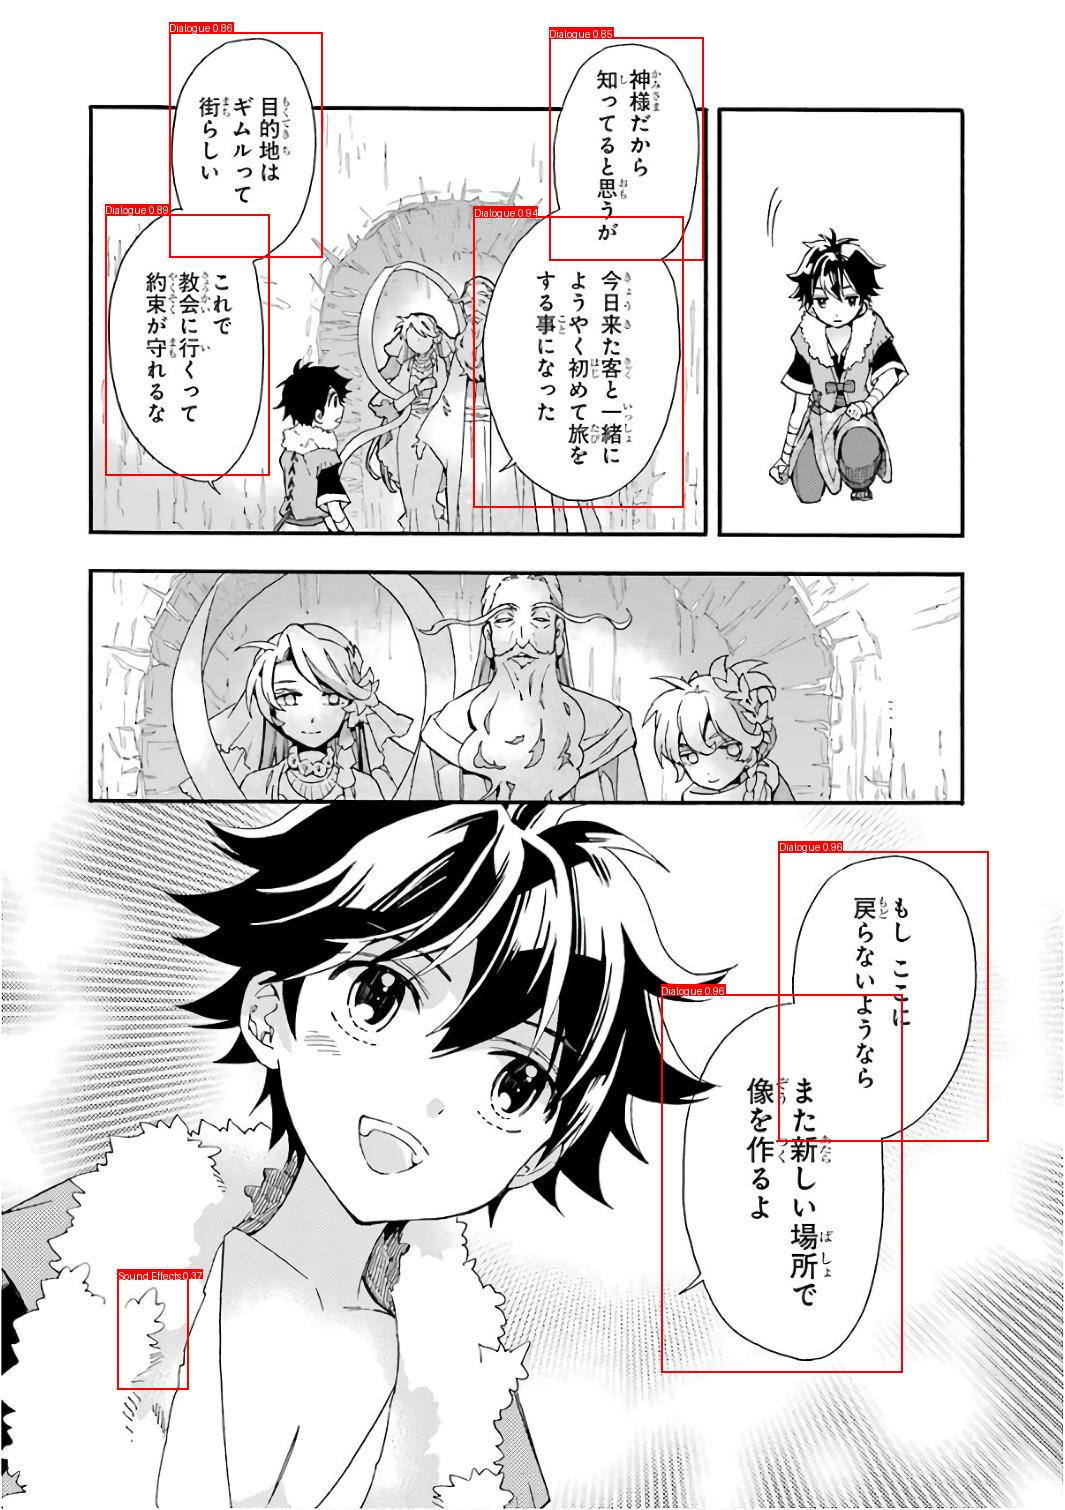 Dialogue 0.85
神様だから
知ってると思うが
Dialogue 0.94
今日来た客と一緒に
ようやく初めて旅を
する事になった
Dialogue 0.86
目的地は
ギムルって
街らしい
Dialogue 0.89
これで
教会に行くって
約束が守れるな
Dialogue 0.96
もし ここに
戻らないようなら
Dialogue 0.96
また新しい場所で
像を作るよ
Sound Effects 0.37